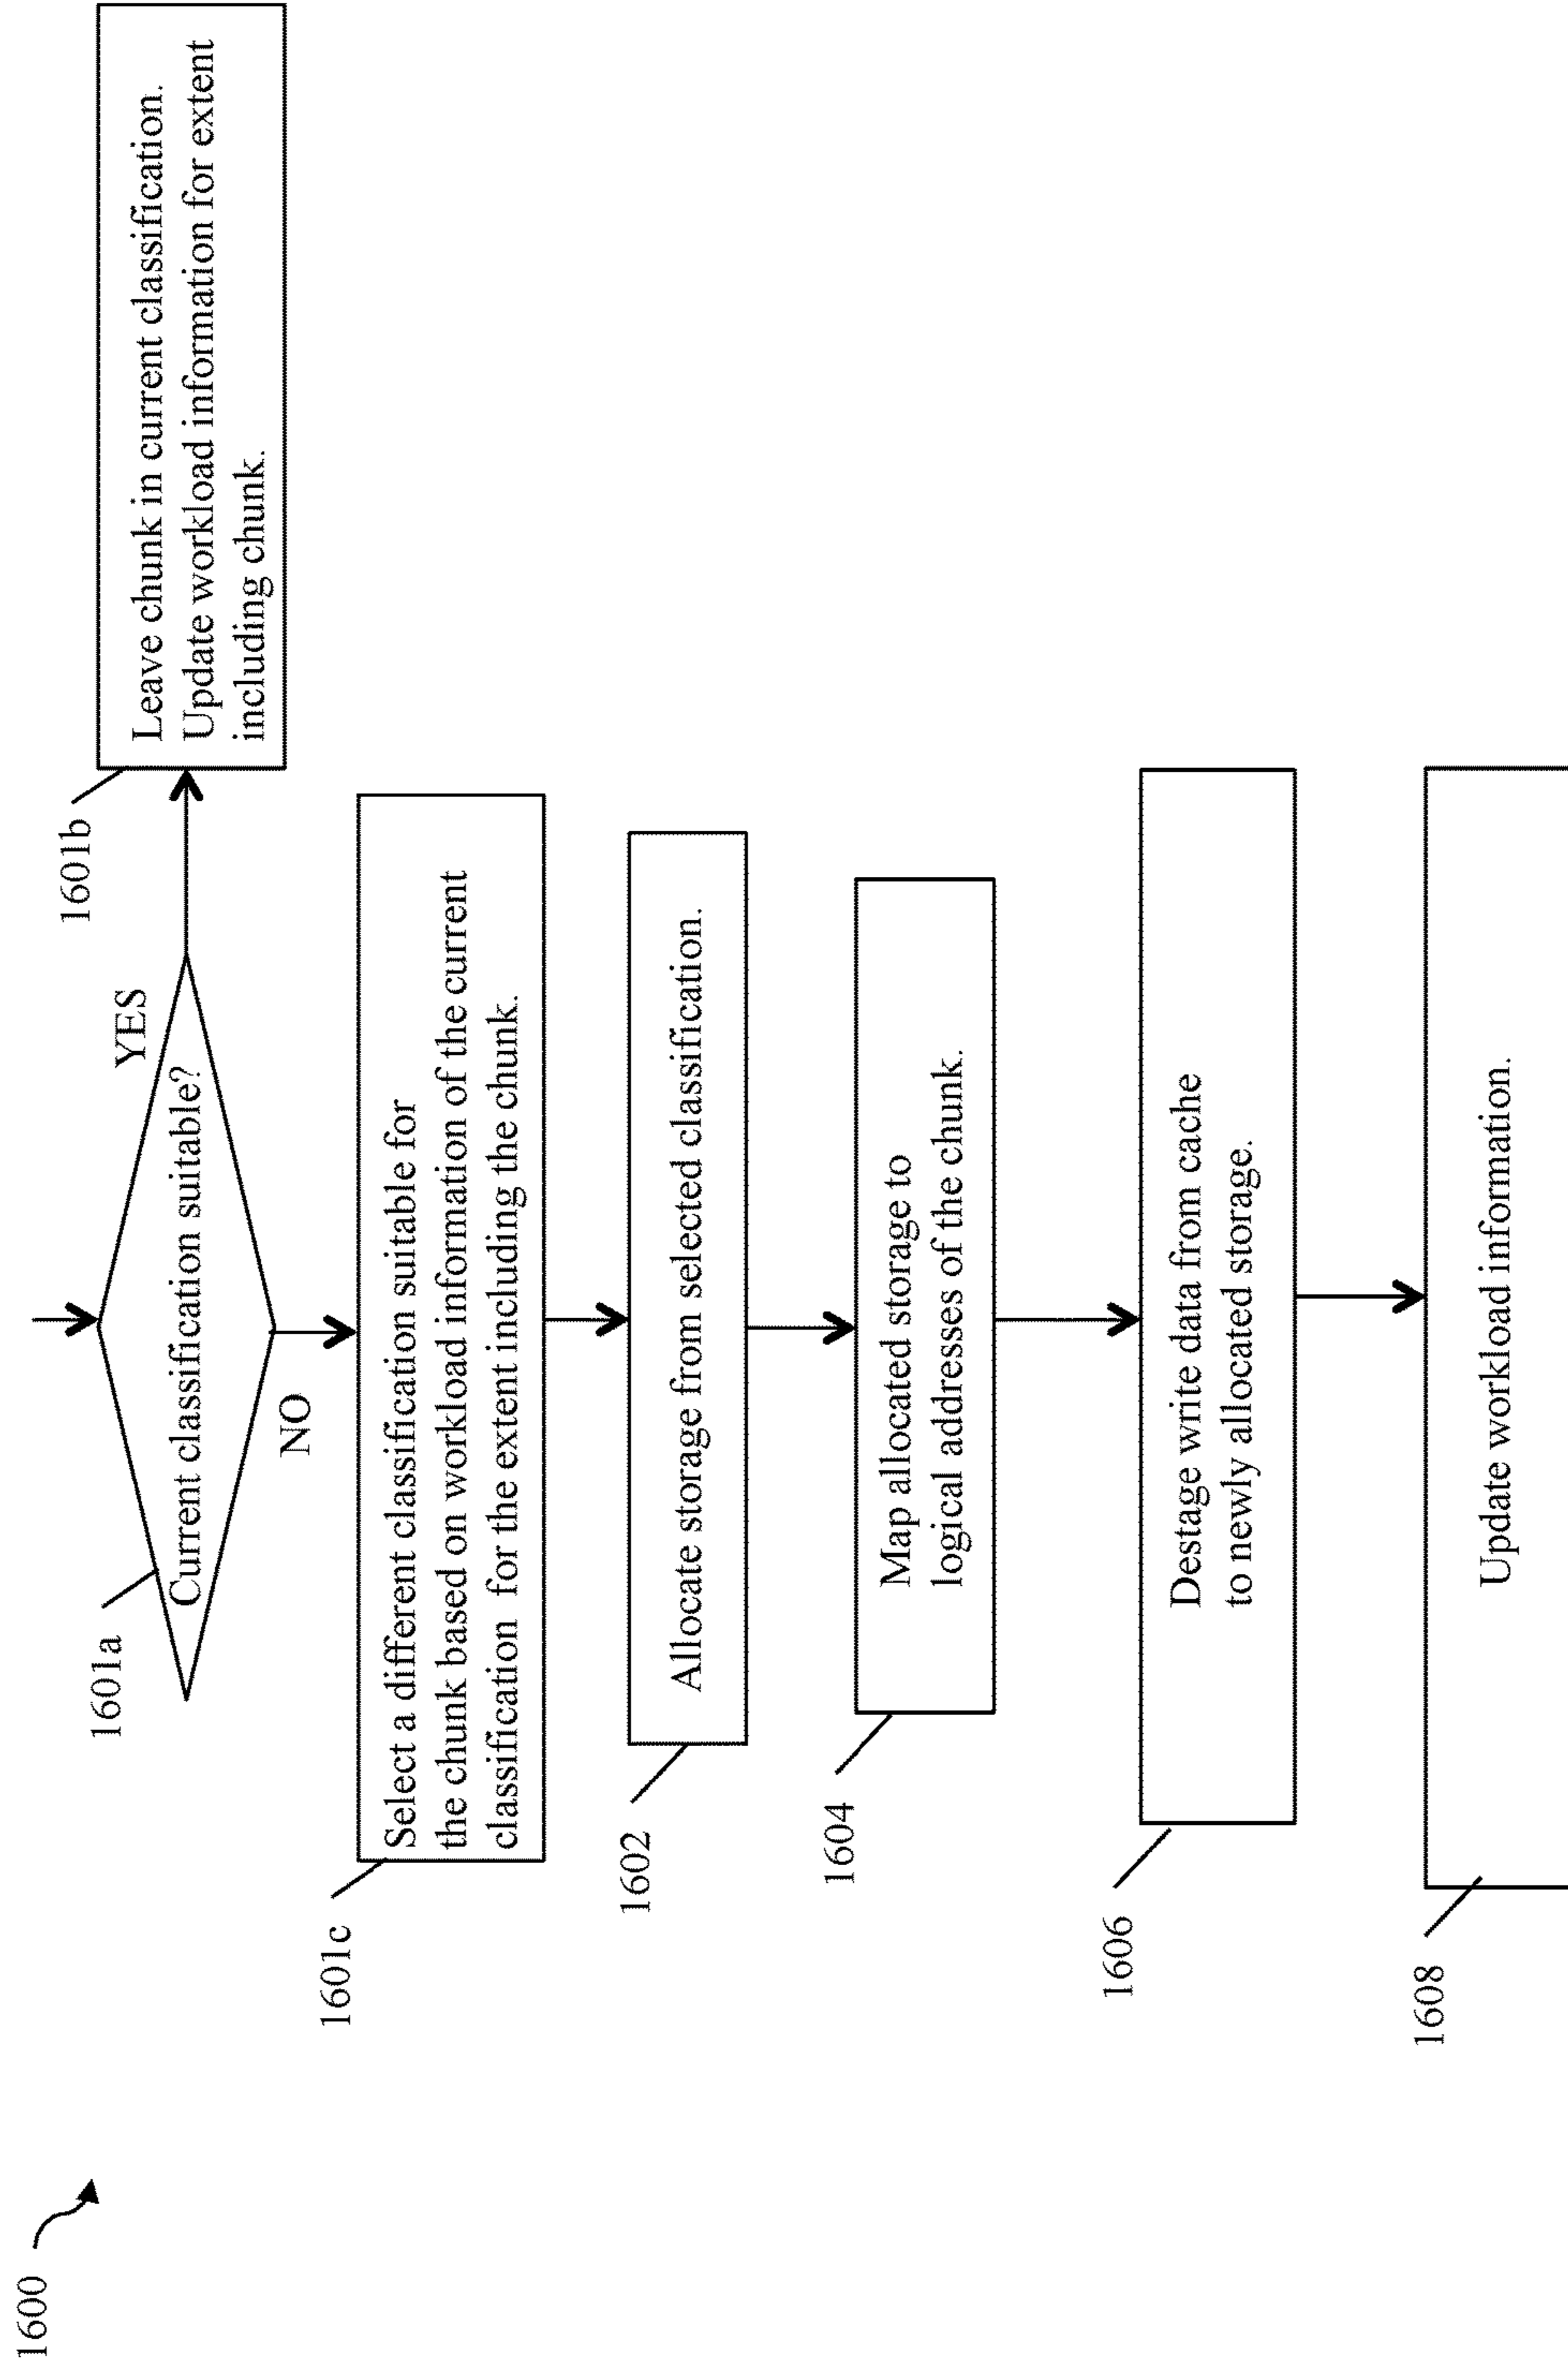 1600
1601a
Current classification suitable?
YES
NO
1601b
Leave chunk in current classification.
Update workload information for extent
including chunk.
1601c
Select a different classification suitable for
the chunk based on workload information of the current
classification for the extent including the chunk.
1602
Allocate storage from selected classification.
1604
Map allocated storage to
logical addresses of the chunk.
1606
Destage write data from cache
to newly allocated storage.
1608
Update workload information.